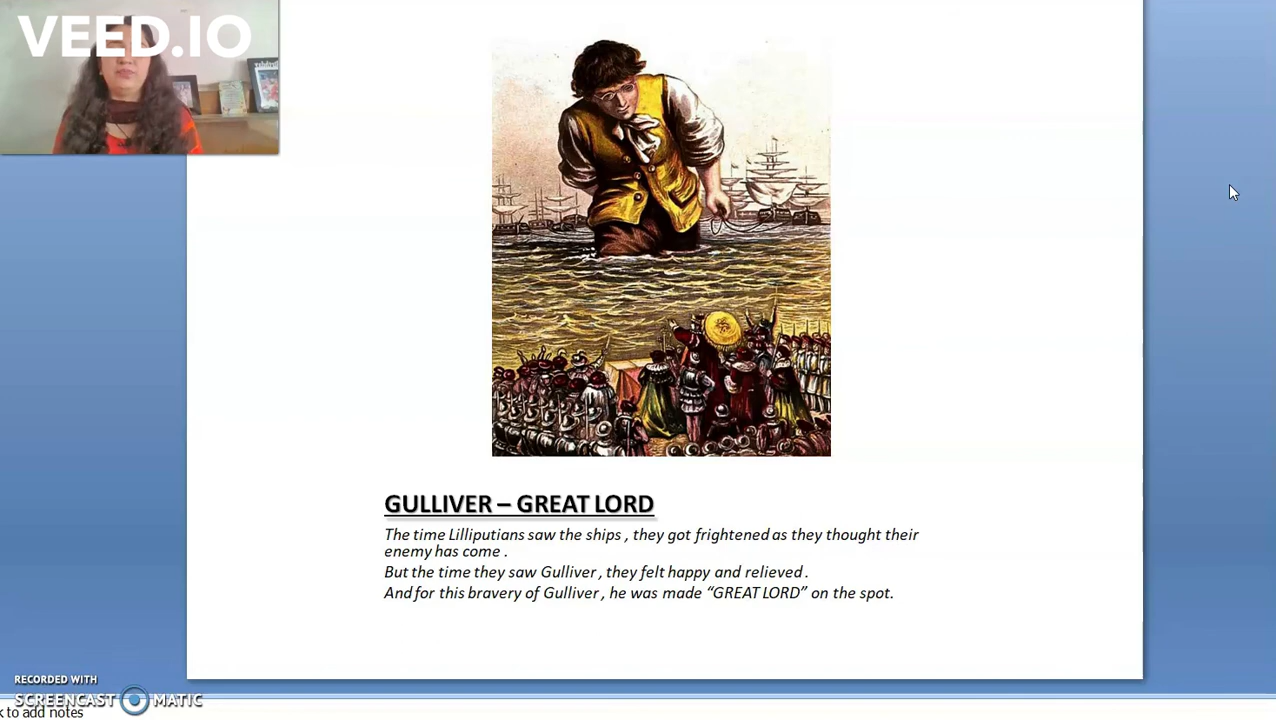 VEED.IO
GULLIVER – GREAT LORD
The time Lilliputians saw the ships , they got frightened as they thought their
enemy has come .
But the time they saw Gulliver , they felt happy and relieved .
And for this bravery of Gulliver , he was made “GREAT LORD” on the spot.
RECORDED WITH
SCREENCAST MATIC
k to add notes